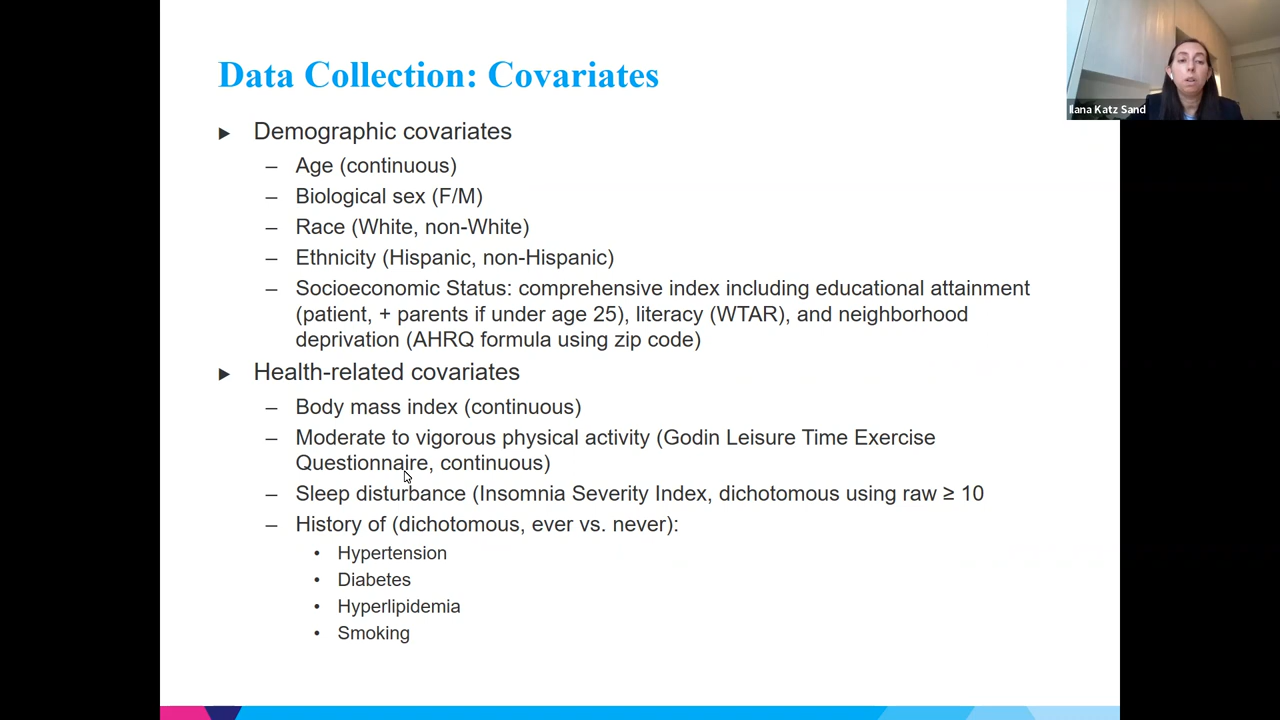 Data Collection: Covariates
Ilana Katz Sand
► Demographic covariates
– Age (continuous)
– Biological sex (F/M)
– Race (White, non-White)
– Ethnicity (Hispanic, non-Hispanic)
– Socioeconomic Status: comprehensive index including educational attainment
(patient, + parents if under age 25), literacy (WTAR), and neighborhood
deprivation (AHRQ formula using zip code)
► Health-related covariates
– Body mass index (continuous)
– Moderate to vigorous physical activity (Godin Leisure Time Exercise
Questionnaire, continuous)
– Sleep disturbance (Insomnia Severity Index, dichotomous using raw ≥ 10
– History of (dichotomous, ever vs. never):
• Hypertension
• Diabetes
• Hyperlipidemia
• Smoking